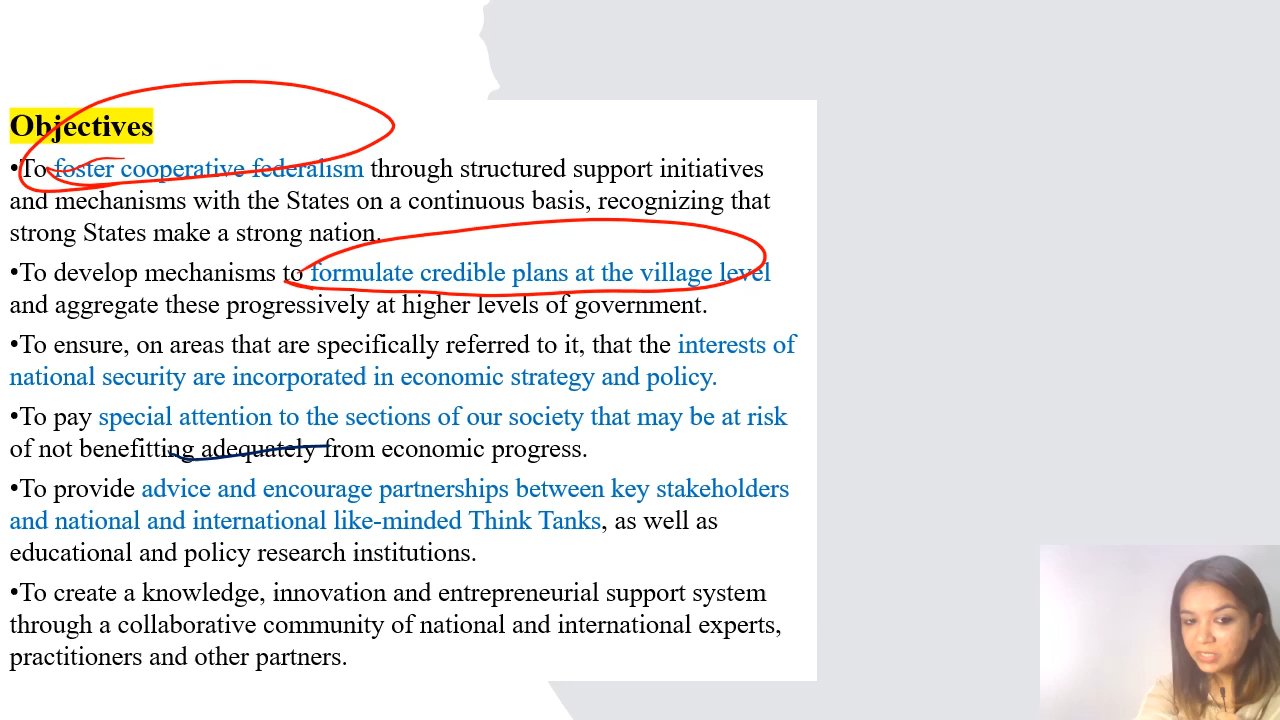 Objectives
•To foster cooperative federalism through structured support initiatives
and mechanisms with the States on a continuous basis, recognizing that
strong States make a strong nation.
•To develop mechanisms to formulate credible plans at the village level
and aggregate these progressively at higher levels of government.
•To ensure, on areas that are specifically referred to it, that the interests of
national security are incorporated in economic strategy and policy.
•To pay special attention to the sections of our society that may be at risk
of not benefitting adequately from economic progress.
•To provide advice and encourage partnerships between key stakeholders
and national and international like-minded Think Tanks, as well as
educational and policy research institutions.
•To create a knowledge, innovation and entrepreneurial support system
through a collaborative community of national and international experts,
practitioners and other partners.